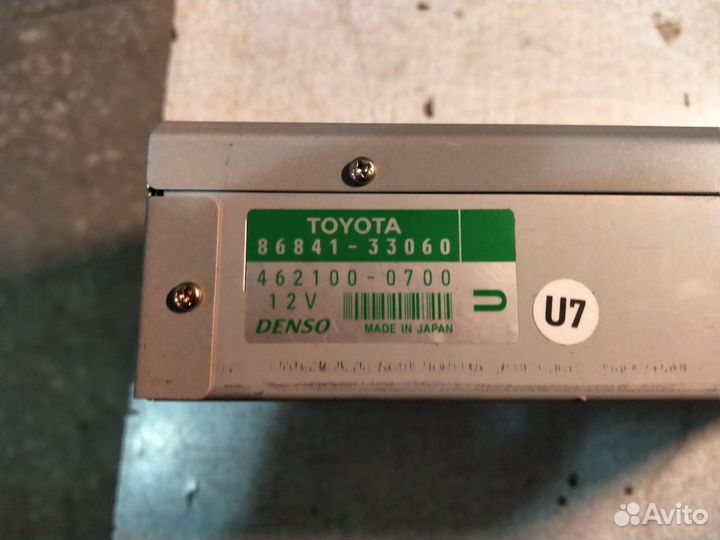 TOYOTA
86841-33060
462100-0700
12V
DENSO MADE IN JAPAN
U
U7
Avito